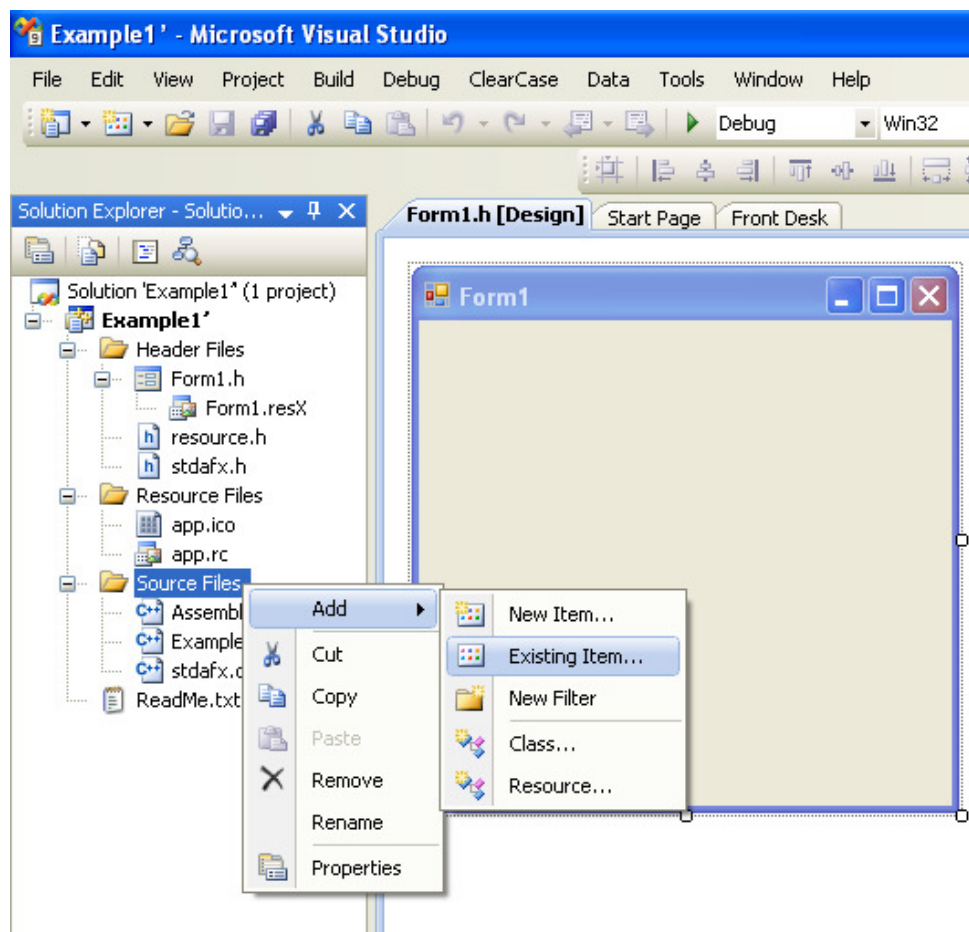 Example1' - Microsoft Visual Studio
File Edit View Project Build Debug ClearCase Data Tools Window Help
Debug Win32
Solution Explorer - Solutio...
Form1.h [Design] Start Page Front Desk
Solution 'Example1'' (1 project)
Example1'
Header Files
Form1.h
Form1.resX
resource.h
stdafx.h
Resource Files
app.ico
app.rc
Source Files
Assembl
Example
stdafx.c
ReadMe.txt
Form1
Add
Cut
Copy
Paste
Remove
Rename
Properties
New Item...
Existing Item...
New Filter
Class...
Resource...